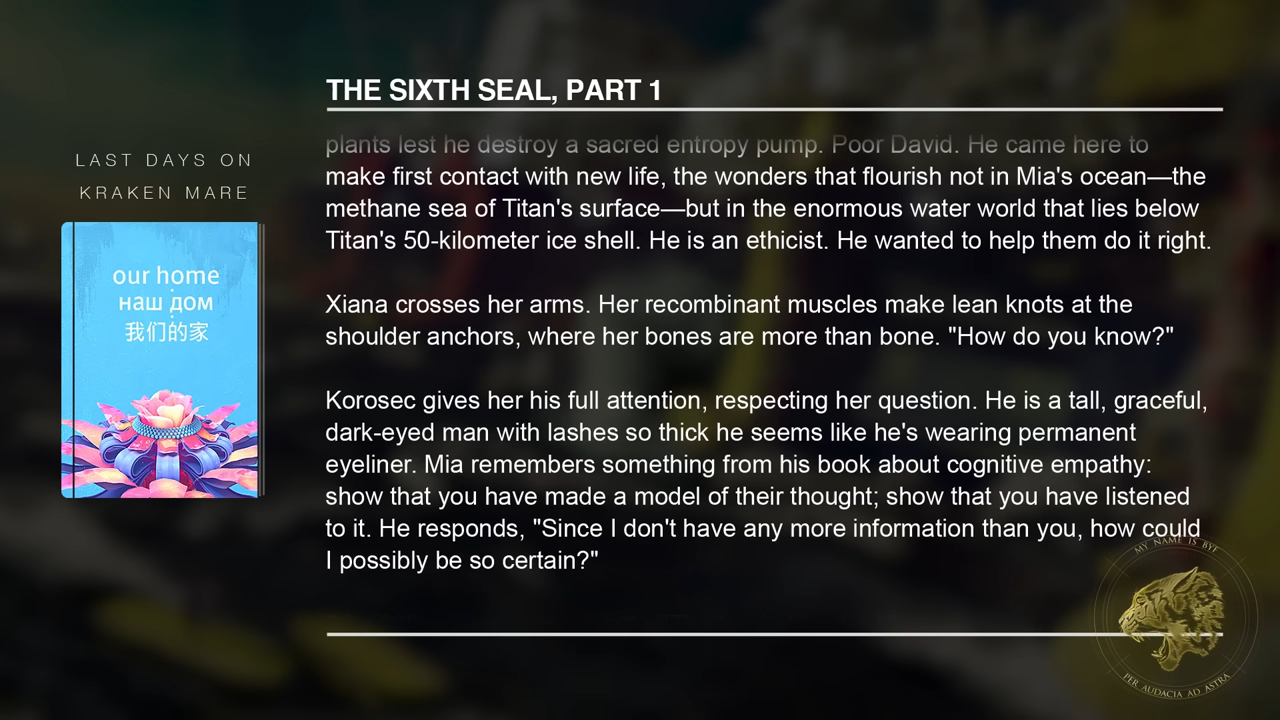 THE SIXTH SEAL, PART 1
LAST DAYS ON
KRAKEN MARE
our home
наш дом
我们的家
plants lest he destroy a sacred entropy pump. Poor David. He came here to
make first contact with new life, the wonders that flourish not in Mia's ocean—the
methane sea of Titan's surface—but in the enormous water world that lies below
Titan's 50-kilometer ice shell. He is an ethicist. He wanted to help them do it right.
Xiana crosses her arms. Her recombinant muscles make lean knots at the
shoulder anchors, where her bones are more than bone. "How do you know?"
Korosec gives her his full attention, respecting her question. He is a tall, graceful,
dark-eyed man with lashes so thick he seems like he's wearing permanent
eyeliner. Mia remembers something from his book about cognitive empathy:
show that you have made a model of their thought; show that you have listened
to it. He responds, "Since I don't have any more information than you, how could
I possibly be so certain?"
MY NAME IS BYF
PER AUDACIA AD ASTRA